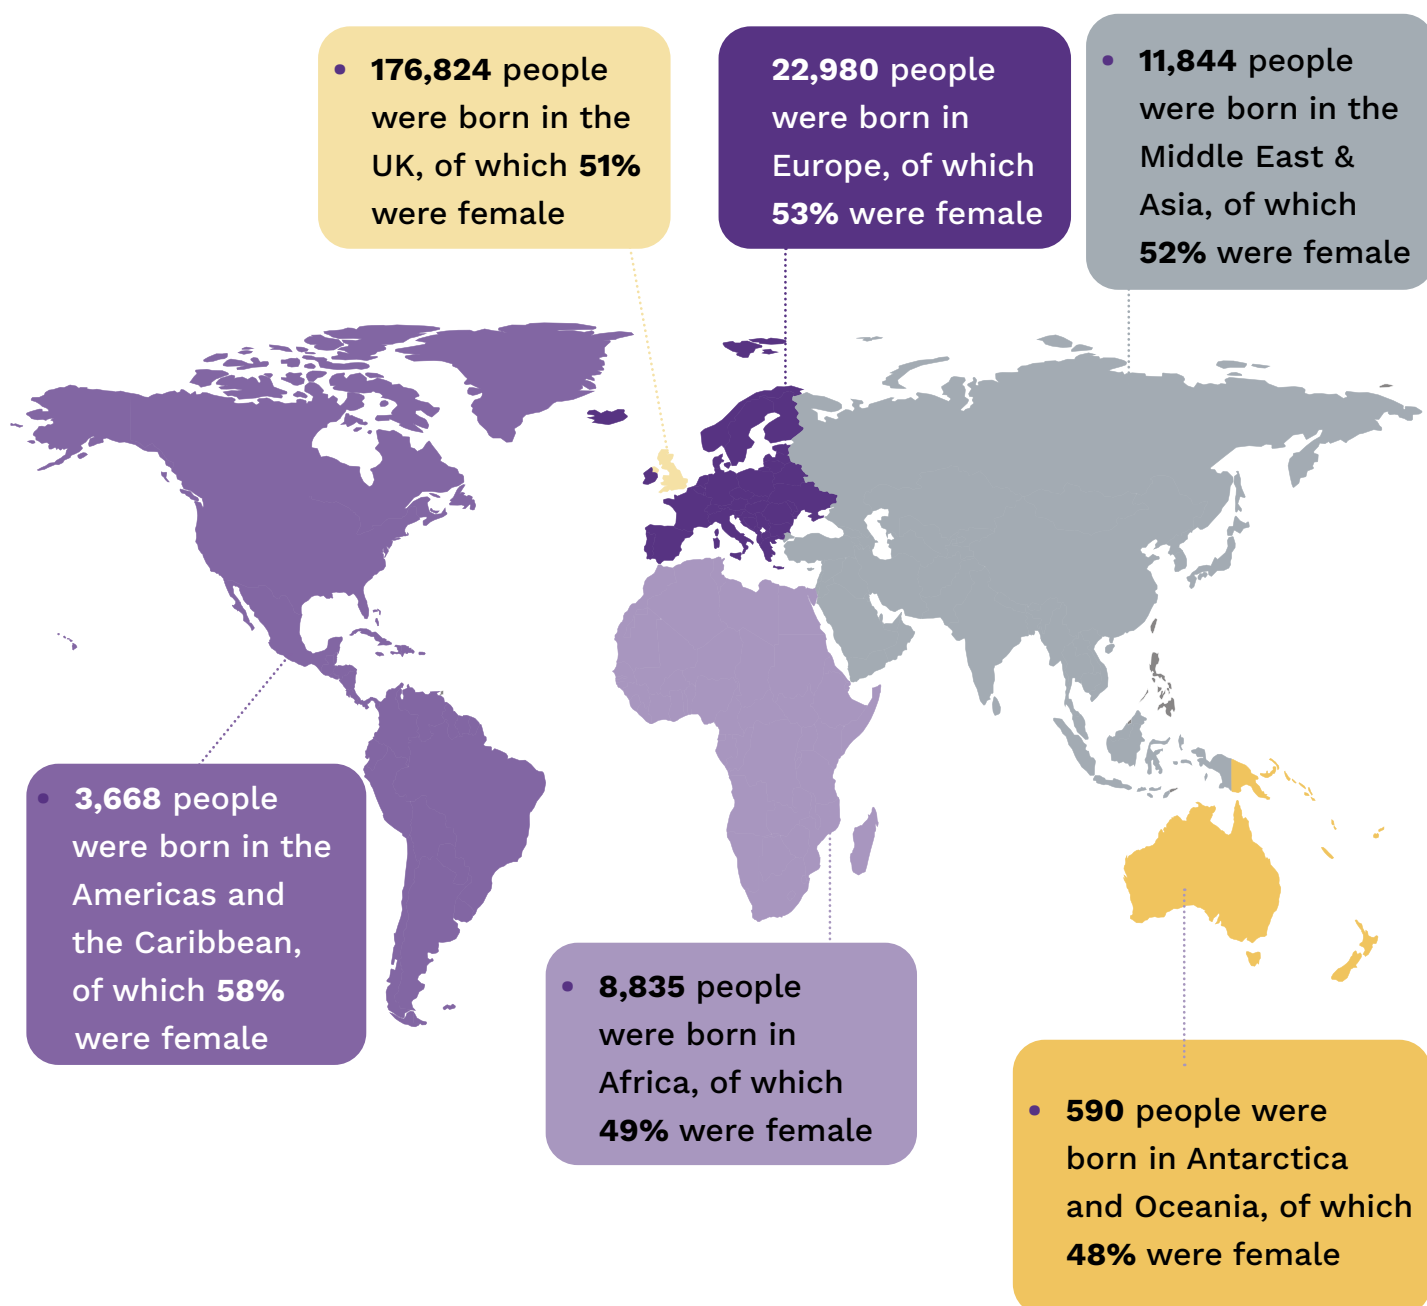 • 176,824 people
were born in the
UK, of which 51%
were female
22,980 people
were born in
Europe, of which
53% were female
• 11,844 people
were born in the
Middle East &
Asia, of which
52% were female
• 3,668 people
were born in the
Americas and
the Caribbean,
of which 58%
were female
• 8,835 people
were born in
Africa, of which
49% were female
• 590 people were
born in Antarctica
and Oceania, of which
48% were female